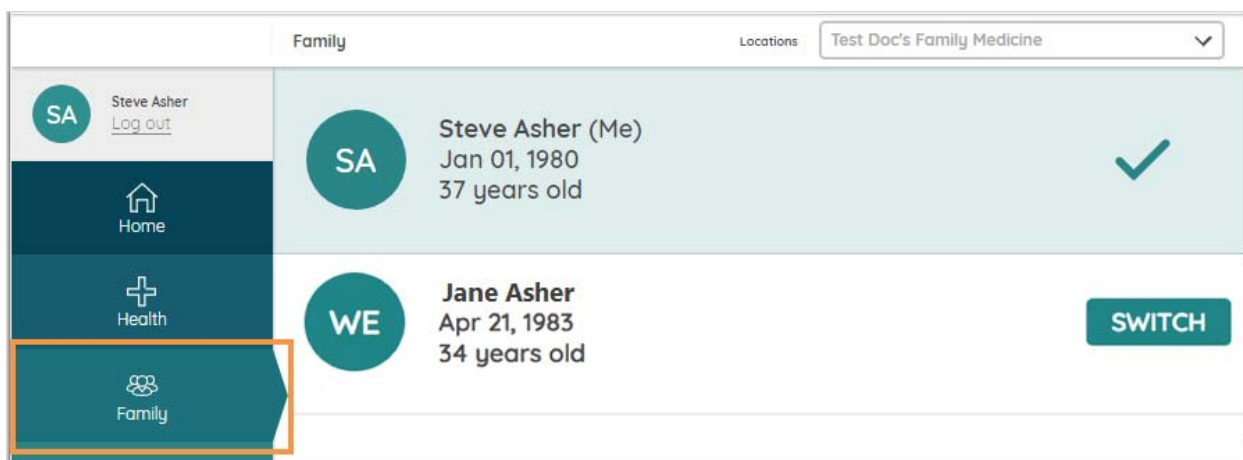 Family
Locations
Test Doc's Family Medicine
SA
Steve Asher
Log out
Home
Health
Family
SA
Steve Asher (Me)
Jan 01, 1980
37 years old
WE
Jane Asher
Apr 21, 1983
34 years old
SWITCH